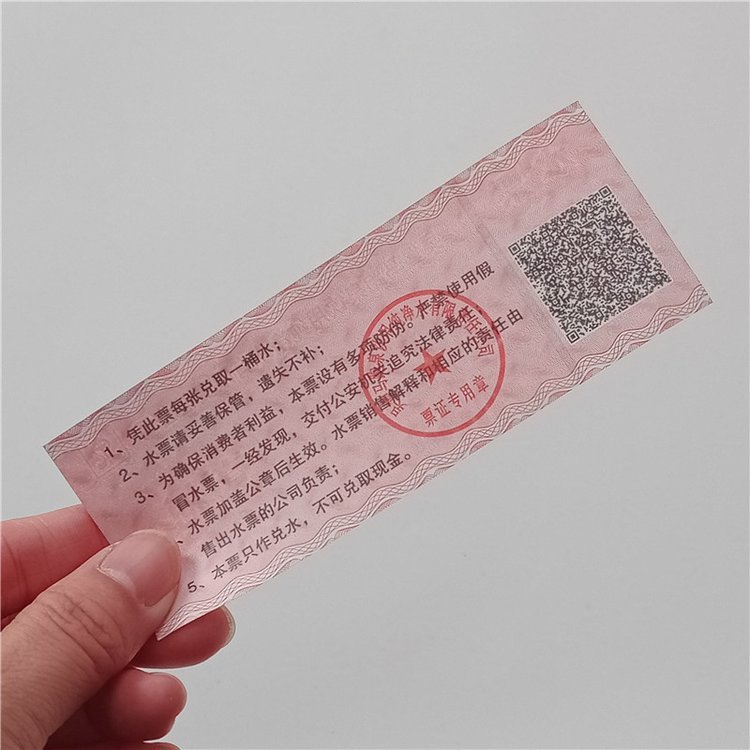 1、凭此票每张兑取一桶水；
2、水票请妥善保管，遗失不补；
3、为确保消费者利益，本票设有多项防伪。严禁使用假
冒水票，一经发现，交付公安机关追究法律责任；
、水票加盖公章后生效。水票销售解释和相应的责任由
售出水票的公司负责；
5、本票只作兑水，不可兑取现金。
票证专用章